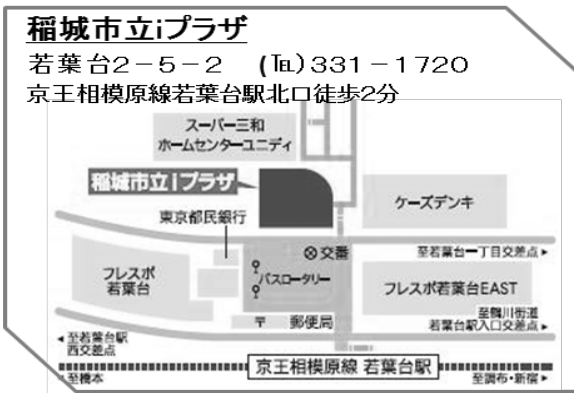 稲城市立iプラザ
若葉台2－5－2　(℡)331－1720
京王相模原線若葉台駅北口徒歩2分
スーパー三和
ホームセンターユニディ
稲城市立iプラザ
ケーズデンキ
東京都民銀行
交番
至若葉台一丁目交差点▶
フレスポ
若葉台
バスロータリー
フレスポ若葉台EAST
〒 郵便局
至鶴川街道
若葉台駅入口交差点▶
◀至若葉台駅
西交差点
京王相模原線 若葉台駅
◀至橋本
至調布・新宿▶